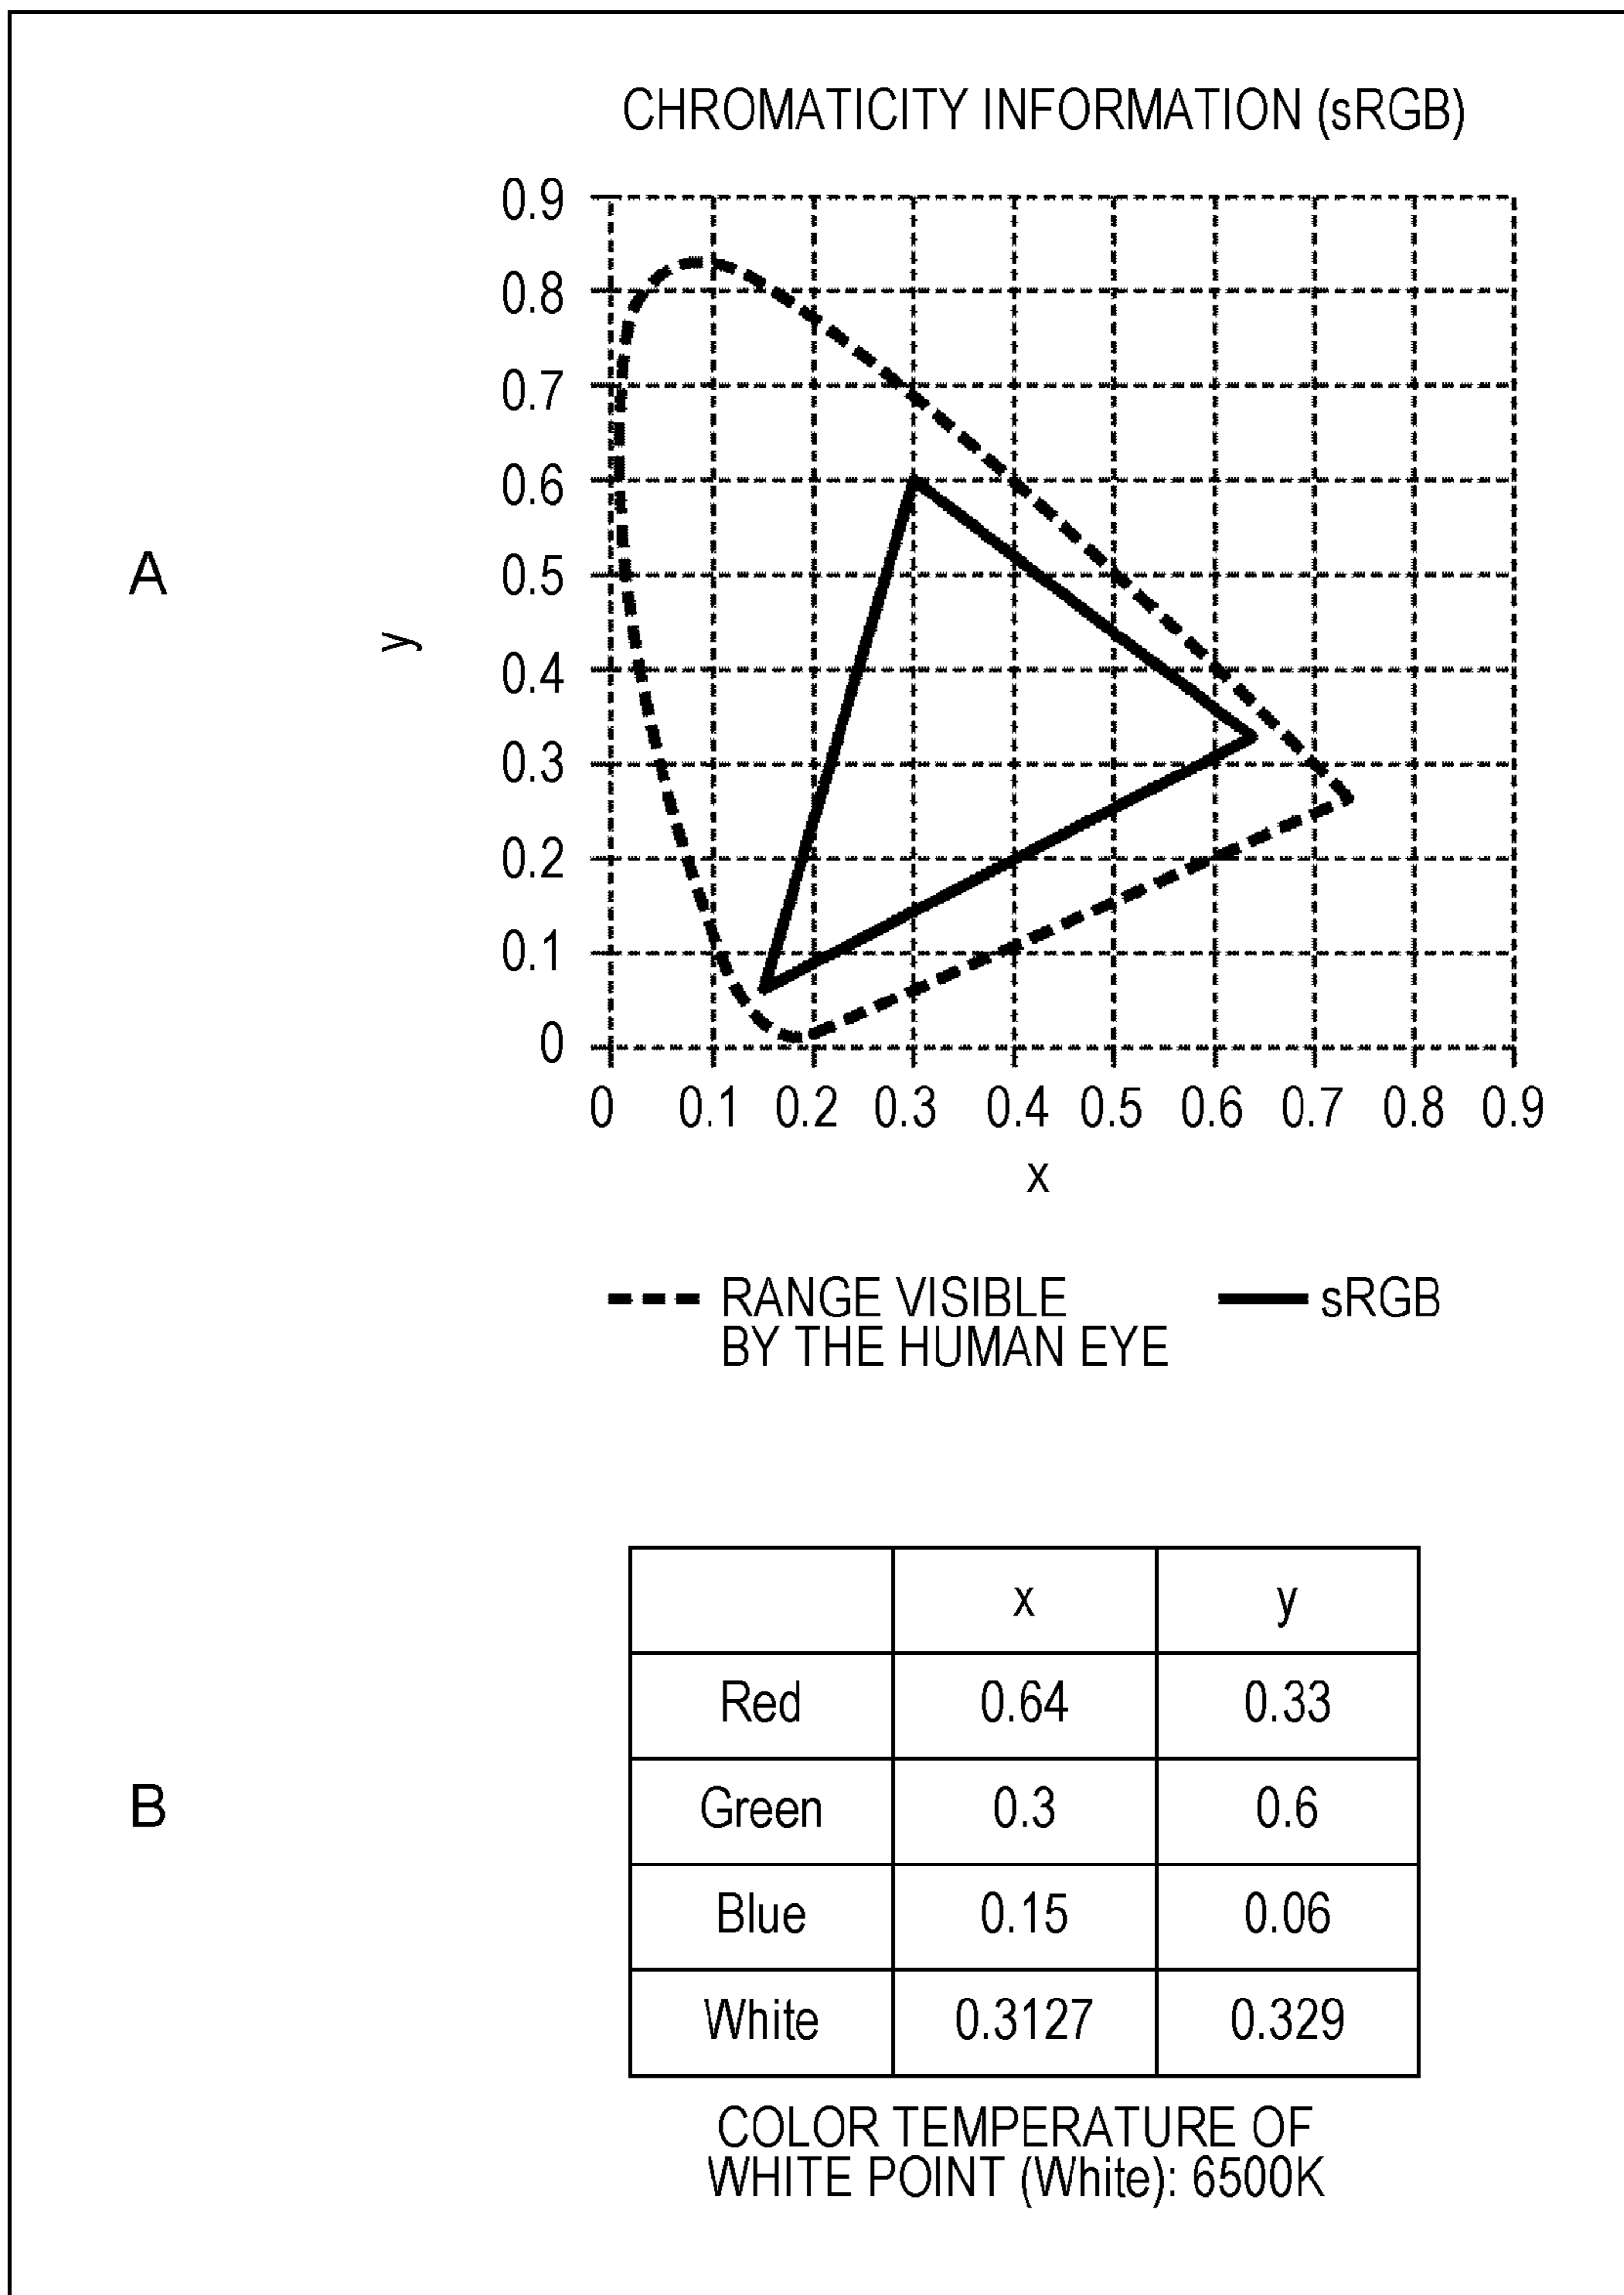 CHROMATICITY INFORMATION (sRGB)
0.9
0.8
0.7
0.6
0.5
0.4
0.3
0.2
0.1
0
A
y
0 0.1 0.2 0.3 0.4 0.5 0.6 0.7 0.8 0.9
x
RANGE VISIBLE
BY THE HUMAN EYE
sRGB
B
x y
Red 0.64 0.33
Green 0.3 0.6
Blue 0.15 0.06
White 0.3127 0.329
COLOR TEMPERATURE OF
WHITE POINT (White): 6500K